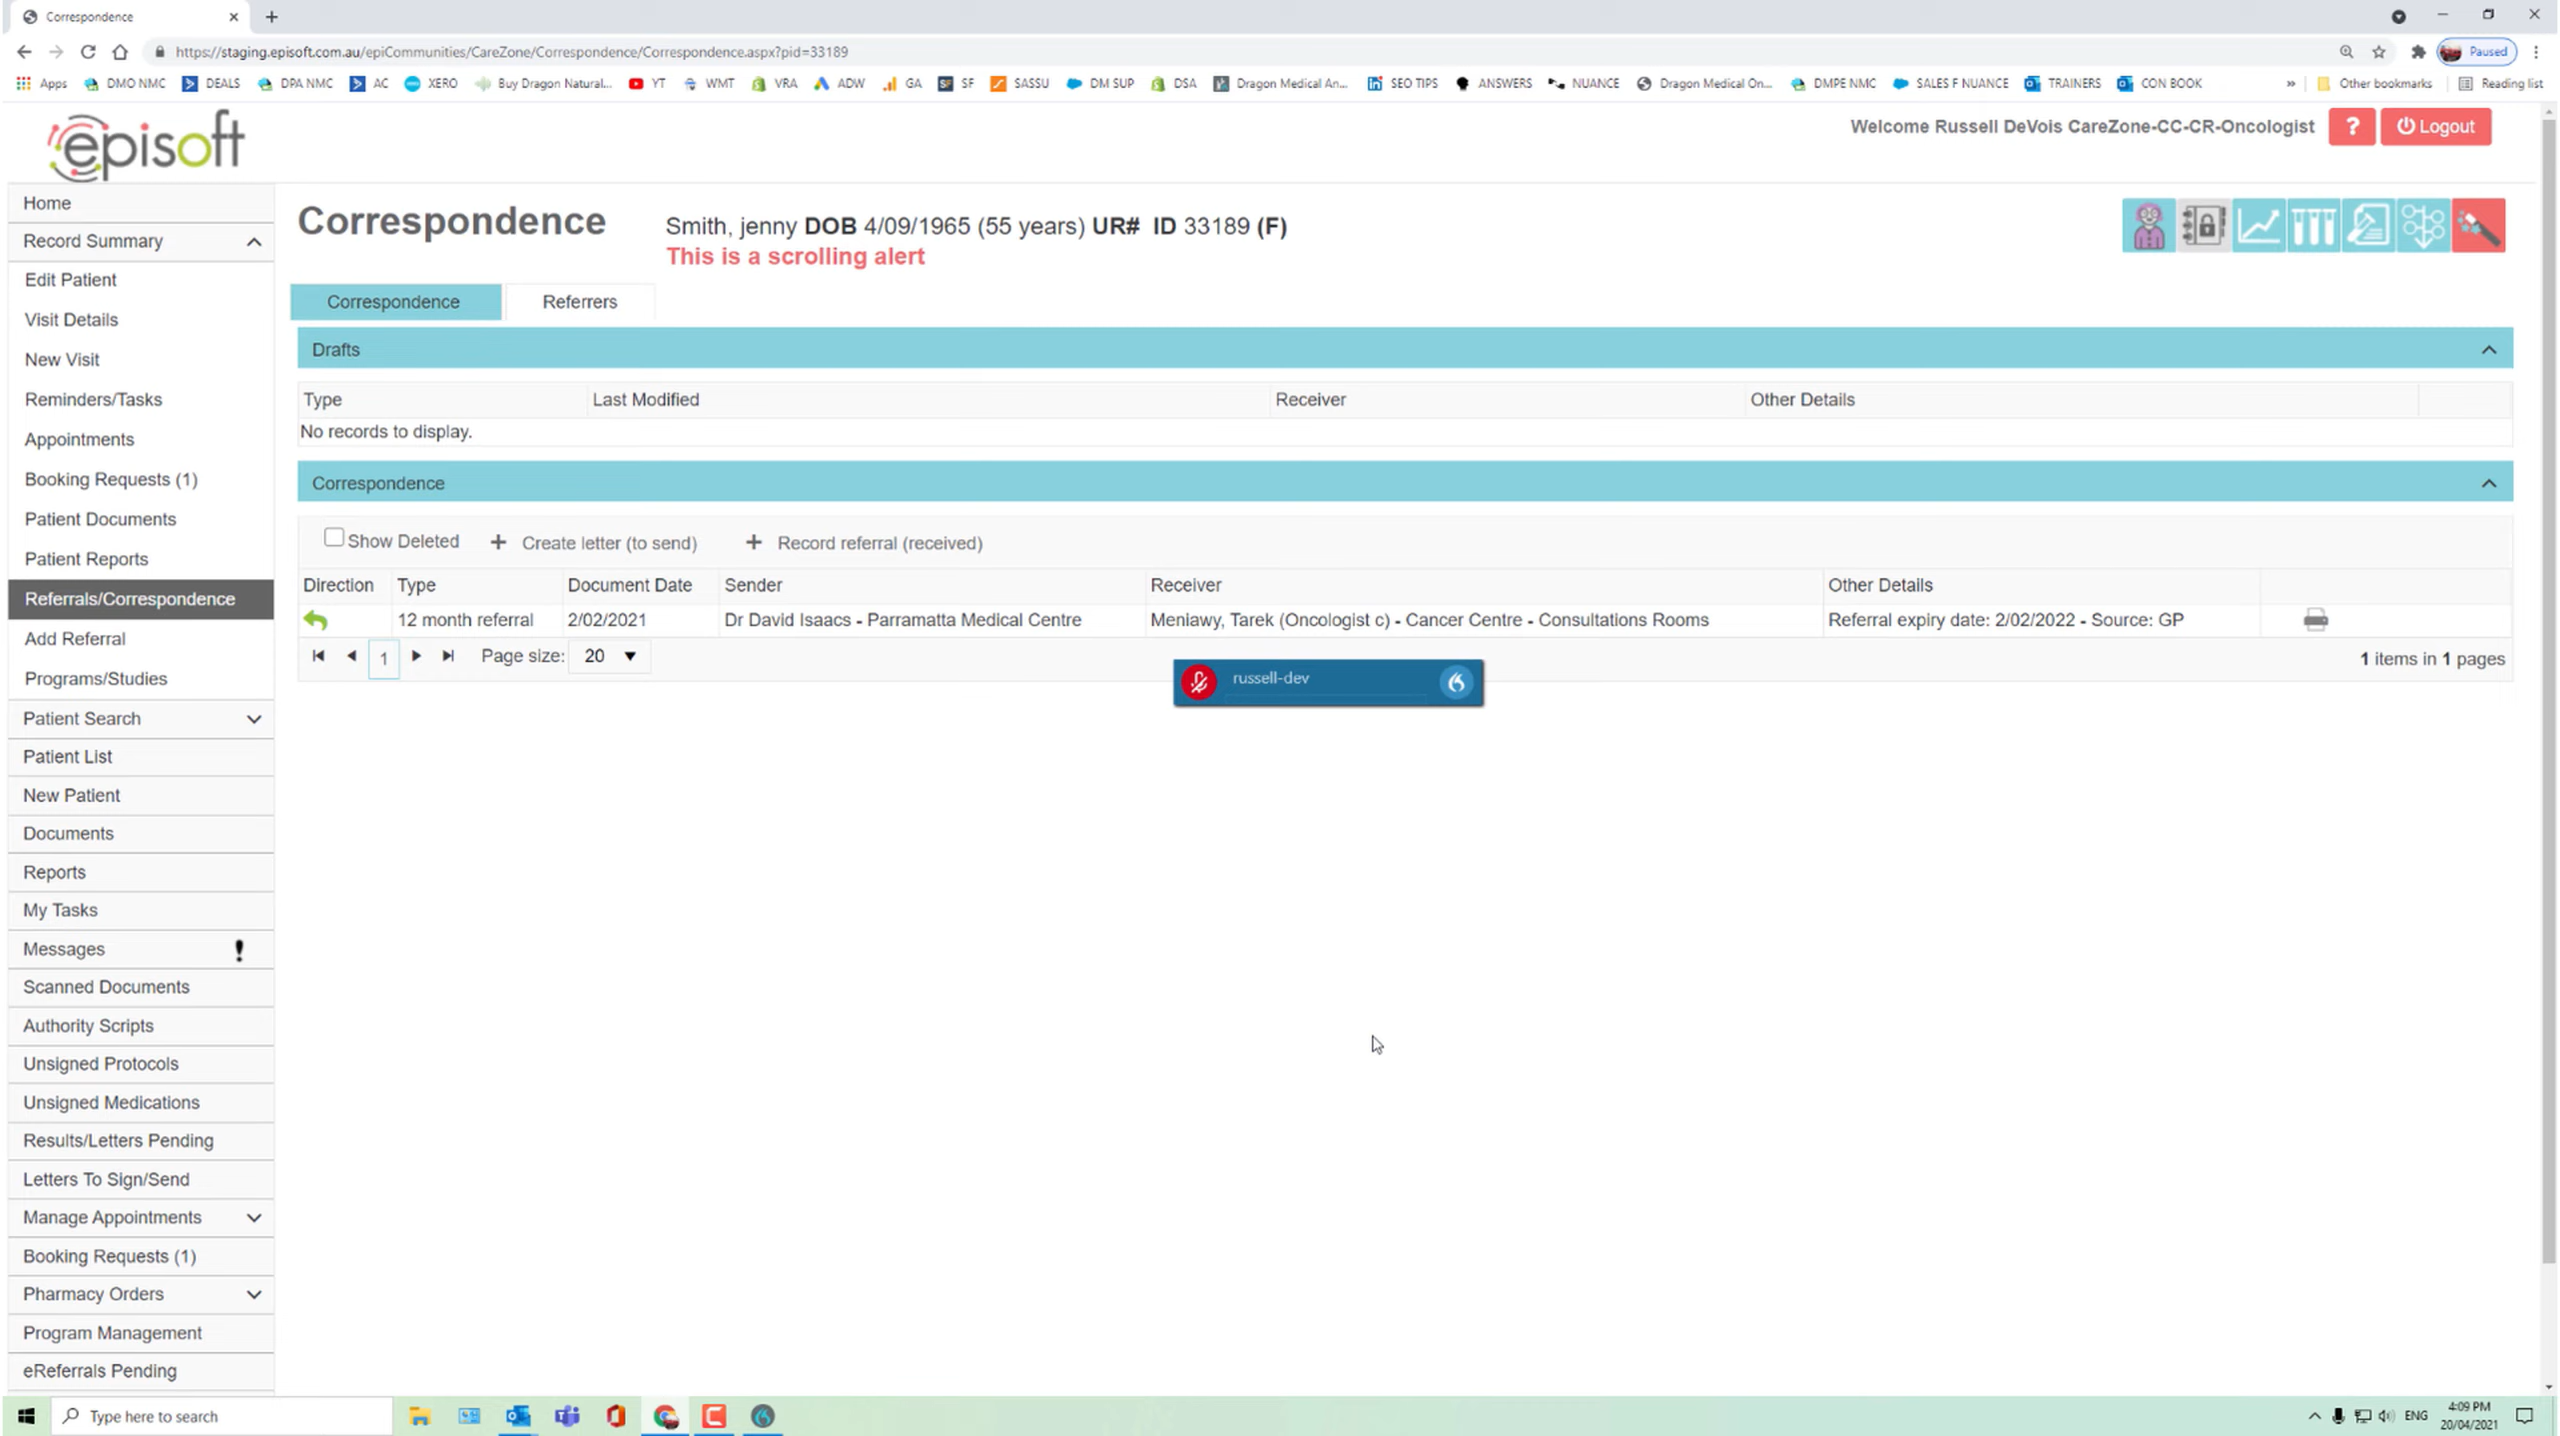 Correspondence
https://staging.episoft.com.au/epiCommunities/CareZone/Correspondence/Correspondence.aspx?pid=33189
Paused
Apps DMO NMC DEALS DPA NMC AC XERO Buy Dragon Natural... YT WMT VRA ADW GA SF SASSU DM SUP DSA Dragon Medical An... SEO TIPS ANSWERS NUANCE Dragon Medical On... DMPE NMC SALES F NUANCE TRAINERS CON BOOK » Other bookmarks Reading list
episoft
Welcome Russell DeVois CareZone-CC-CR-Oncologist ? Logout
Home
Record Summary
Edit Patient
Visit Details
New Visit
Reminders/Tasks
Appointments
Booking Requests (1)
Patient Documents
Patient Reports
Referrals/Correspondence
Add Referral
Programs/Studies
Patient Search
Patient List
New Patient
Documents
Reports
My Tasks
Messages !
Scanned Documents
Authority Scripts
Unsigned Protocols
Unsigned Medications
Results/Letters Pending
Letters To Sign/Send
Manage Appointments
Booking Requests (1)
Pharmacy Orders
Program Management
eReferrals Pending
Correspondence
Smith, jenny DOB 4/09/1965 (55 years) UR# ID 33189 (F)
This is a scrolling alert
Correspondence Referrers
Drafts
Type Last Modified Receiver Other Details
No records to display.
Correspondence
Show Deleted + Create letter (to send) + Record referral (received)
Direction Type Document Date Sender Receiver Other Details
12 month referral 2/02/2021 Dr David Isaacs - Parramatta Medical Centre Meniawy, Tarek (Oncologist c) - Cancer Centre - Consultations Rooms Referral expiry date: 2/02/2022 - Source: GP
1 Page size: 20 1 items in 1 pages
russell-dev
Type here to search
ENG
4:09 PM
20/04/2021